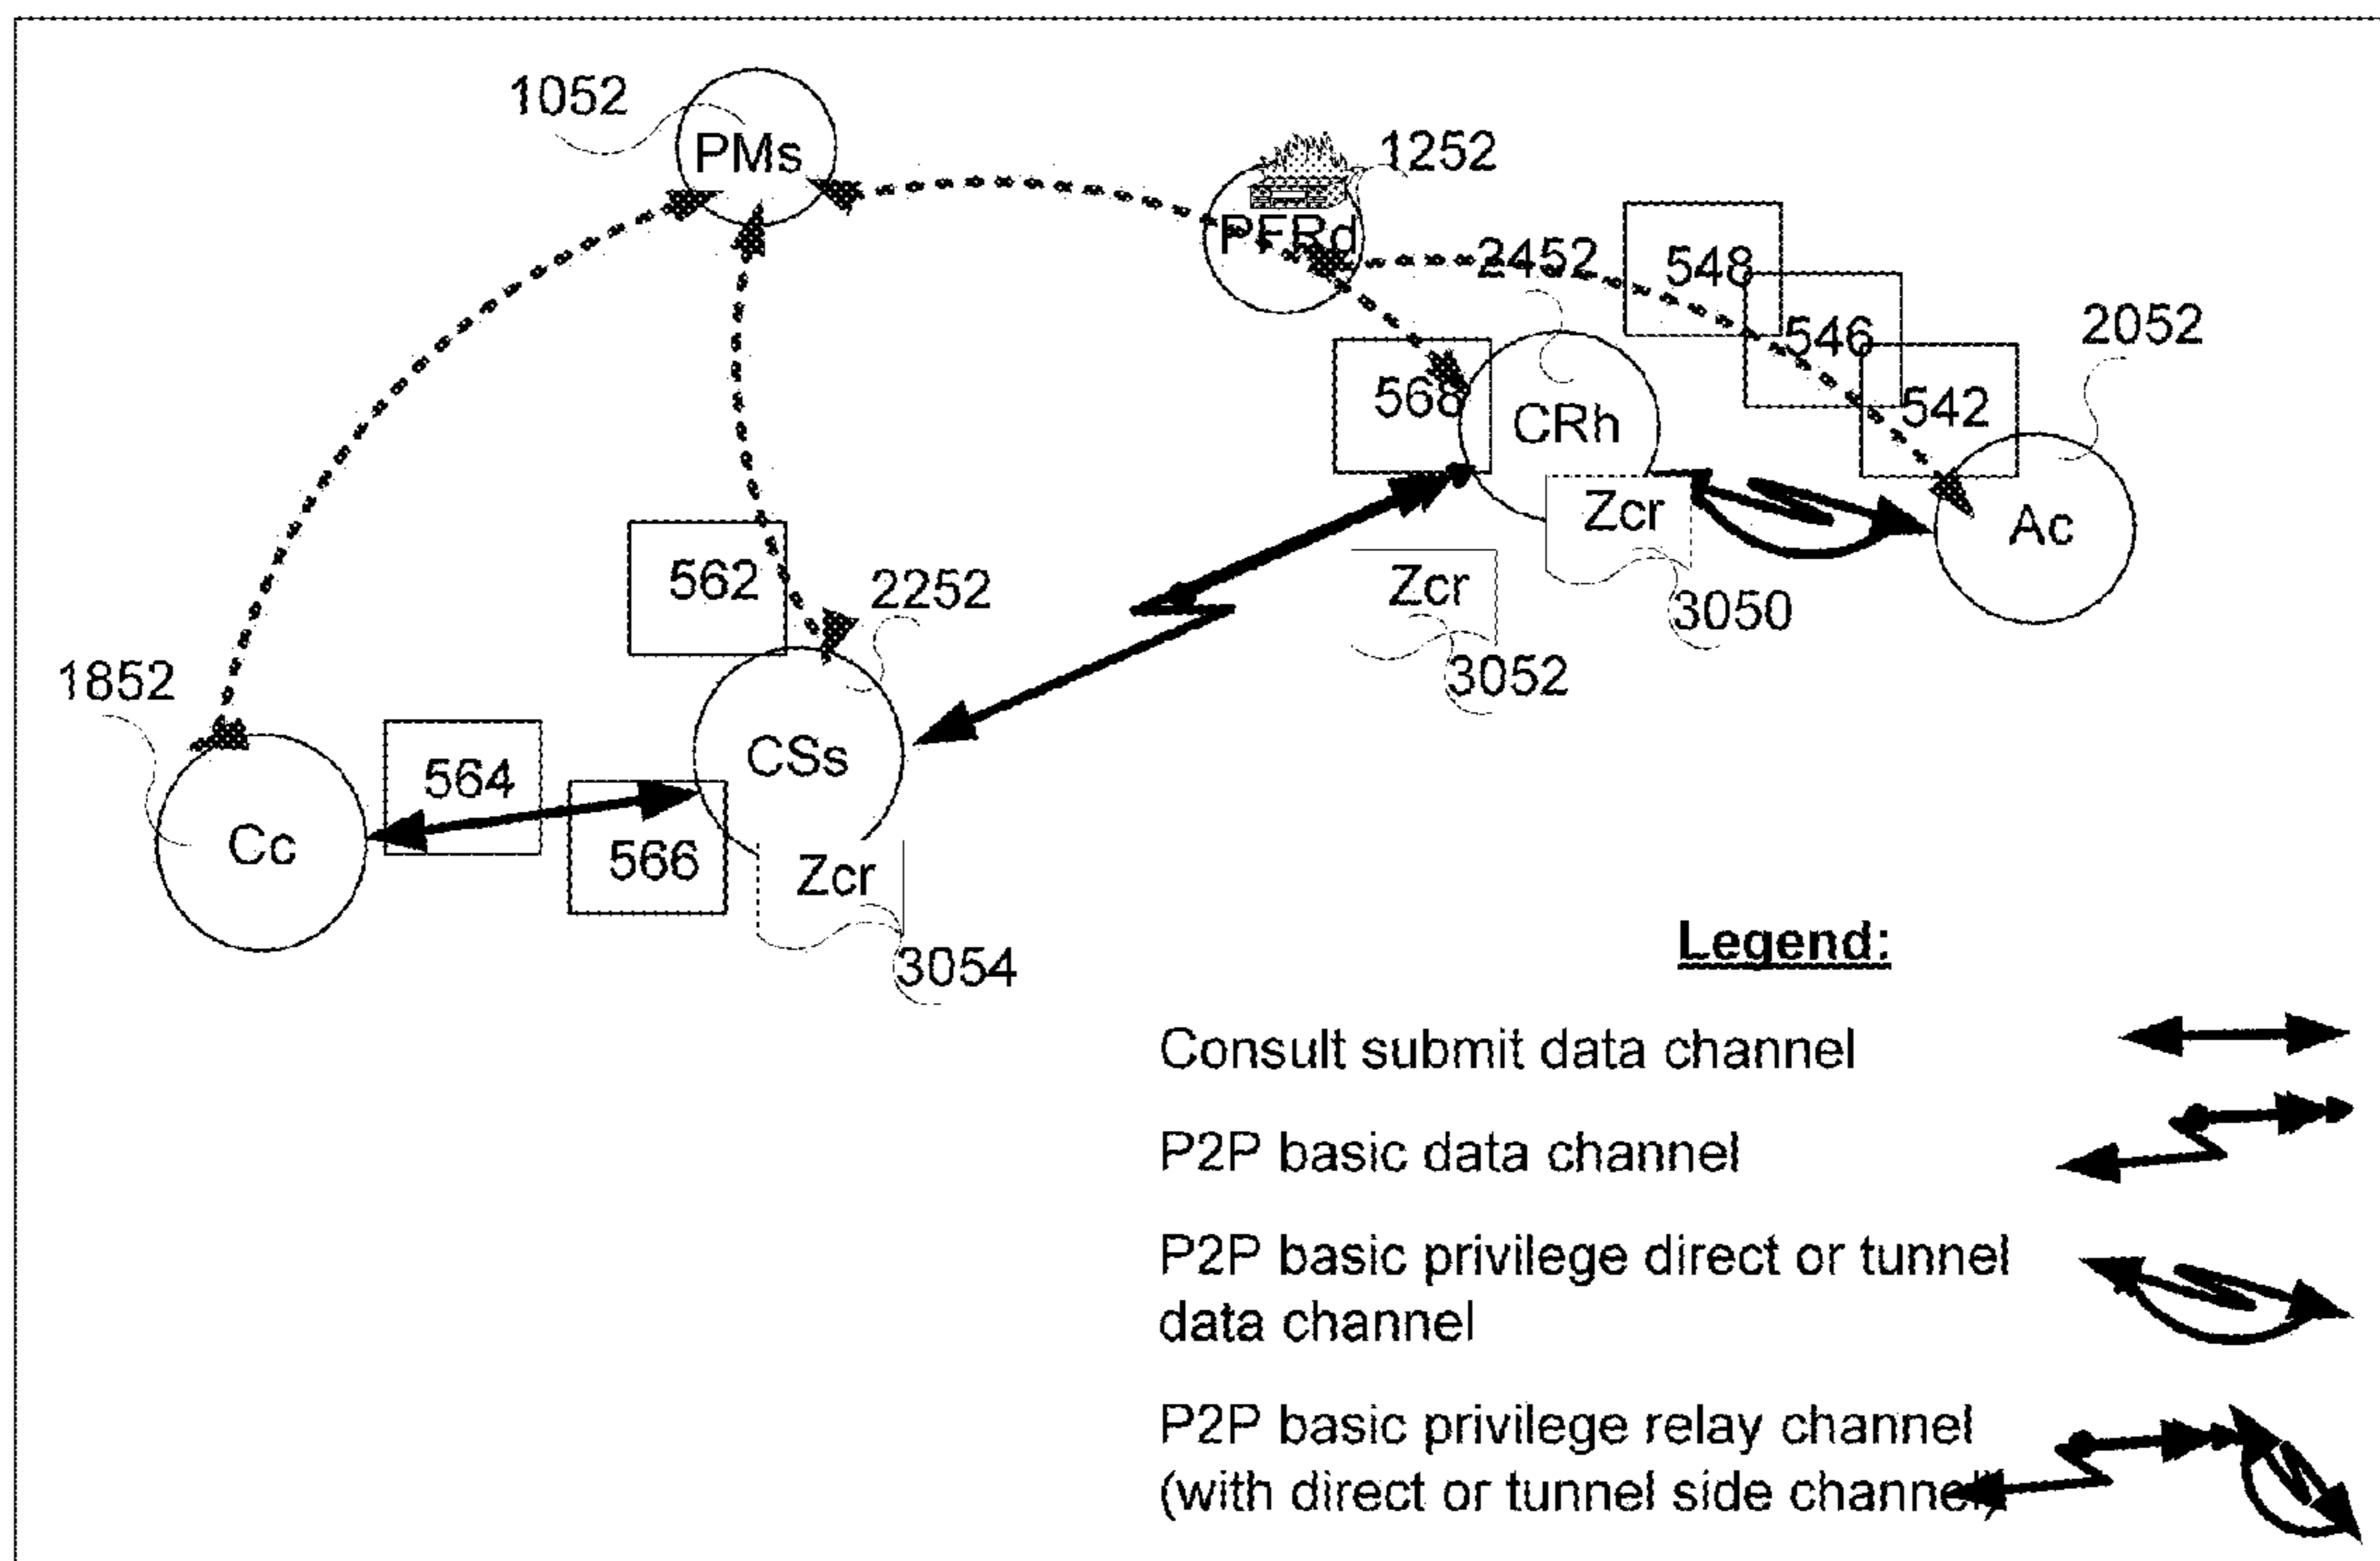 1052
PMs
1252
PFRd
2452
548
546
2052
568
542
CRh
Ac
Zcr
562
2252
Zcr
3050
1852
3052
CSs
564
Cc
566
Zcr
3054
Legend:
Consult submit data channel
P2P basic data channel
P2P basic privilege direct or tunnel
data channel
P2P basic privilege relay channel
(with direct or tunnel side channel)